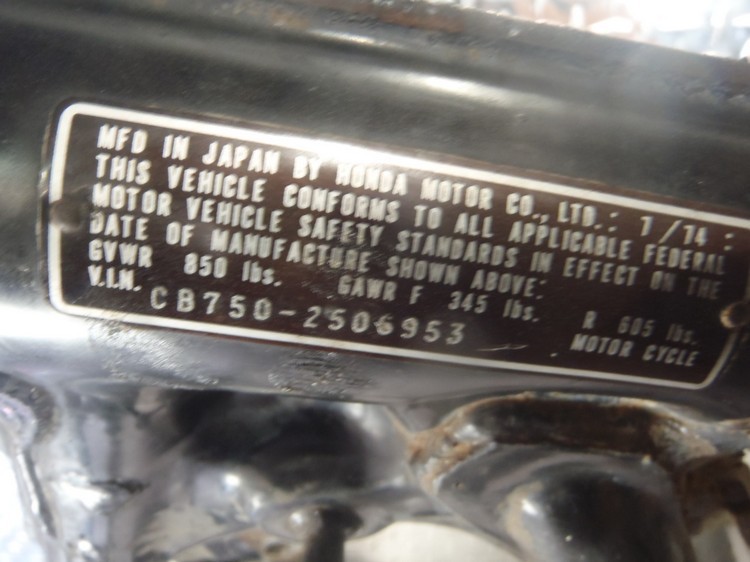 MFD IN JAPAN BY HONDA MOTOR CO., LTD.: 7/74 :
THIS VEHICLE CONFORMS TO ALL APPLICABLE FEDERAL
MOTOR VEHICLE SAFETY STANDARDS IN EFFECT ON THE
DATE OF MANUFACTURE SHOWN ABOVE:
GVWR 850 lbs. GAWR F 345 lbs. R 605 lbs.
V.I.N. CB750-2506953 MOTOR CYCLE